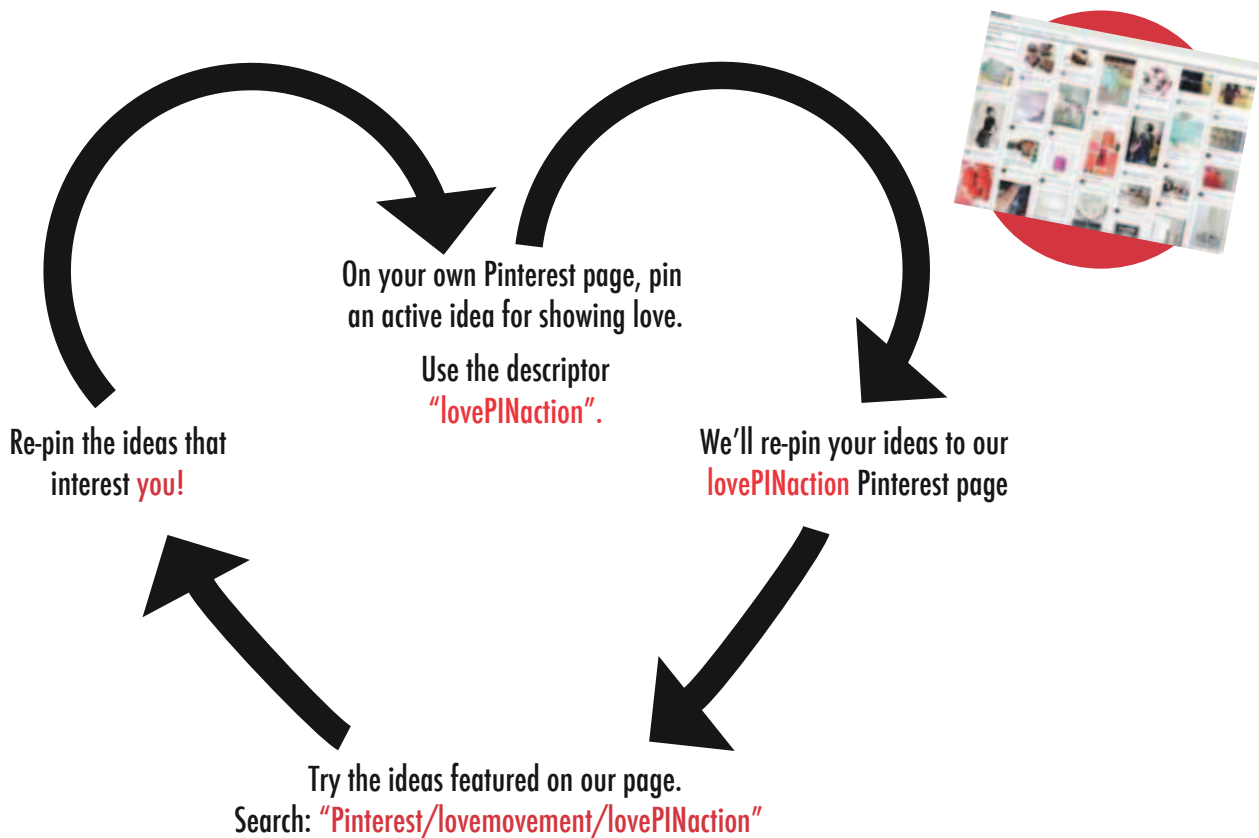 On your own Pinterest page, pin
an active idea for showing love.
Use the descriptor
“lovePINaction”.
We’ll re-pin your ideas to our
lovePINaction Pinterest page
Try the ideas featured on our page.
Search: “Pinterest/lovemovement/lovePINaction”
Re-pin the ideas that
interest you!